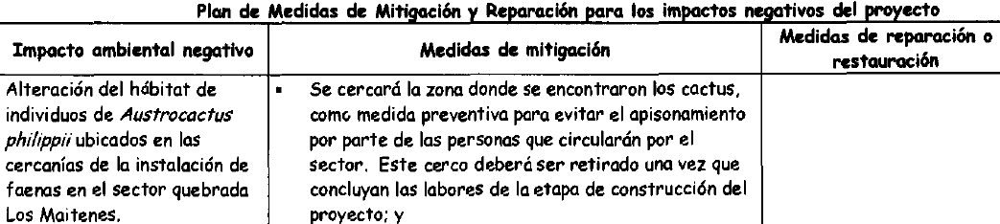 Plan de Medidas de Mitigación y Reparación para los impactos negativos del proyecto
Impacto ambiental negativo
Medidas de mitigación
Medidas de reparación o
restauración
Alteración del hábitat de
individuos de Austrocactus
philippii ubicados en las
cercanías de la instalación de
faenas en el sector quebrada
Los Maitenes.
▪ Se cercará la zona donde se encontraron los cactus,
como medida preventiva para evitar el apisonamiento
por parte de las personas que circularán por el
sector. Este cerco deberá ser retirado una vez que
concluyan las labores de la etapa de construcción del
proyecto; y